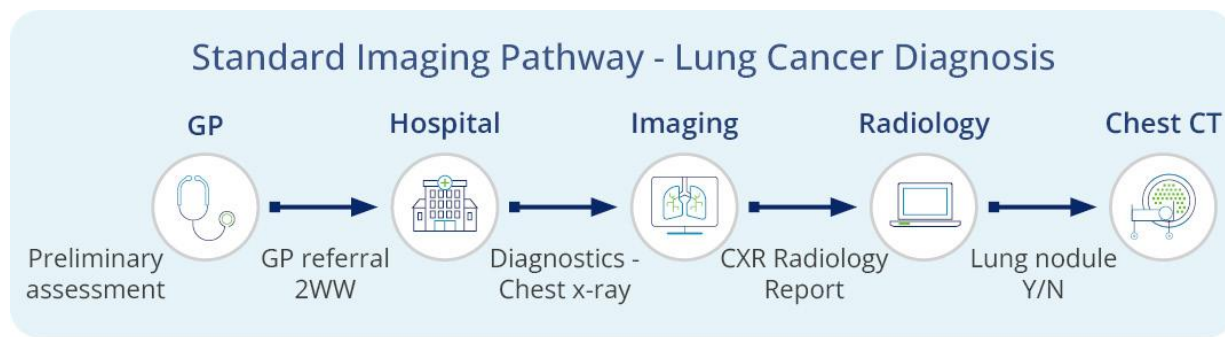 Standard Imaging Pathway - Lung Cancer Diagnosis
GP
Hospital
Imaging
Radiology
Chest CT
Preliminary
assessment
GP referral
2WW
Diagnostics -
Chest x-ray
CXR Radiology
Report
Lung nodule
Y/N